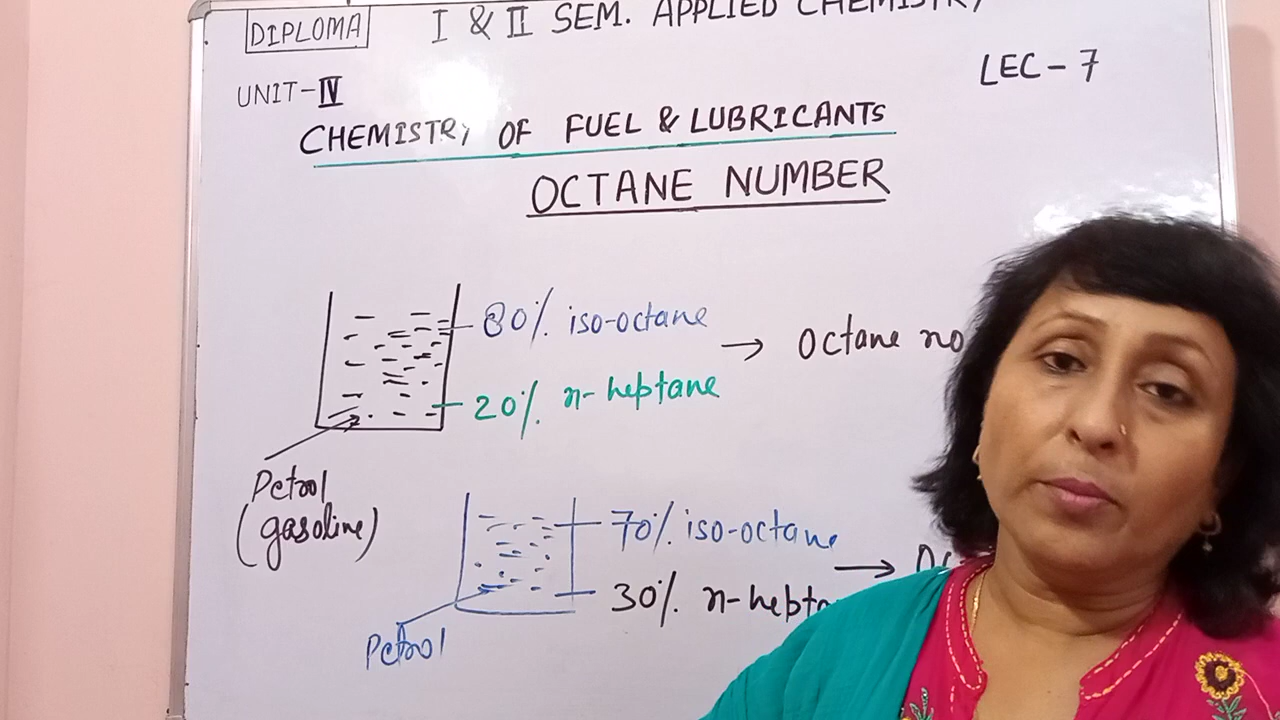 DIPLOMA I & II SEM. APPLIED CHEMISTRY
LEC-7
UNIT-IV
CHEMISTRY OF FUEL & LUBRICANTS
OCTANE NUMBER
80% iso-octane
→ Octane no
20% n-heptane
Petrol
(gasoline)
70% iso-octane
→
30% n-hepta
Petrol